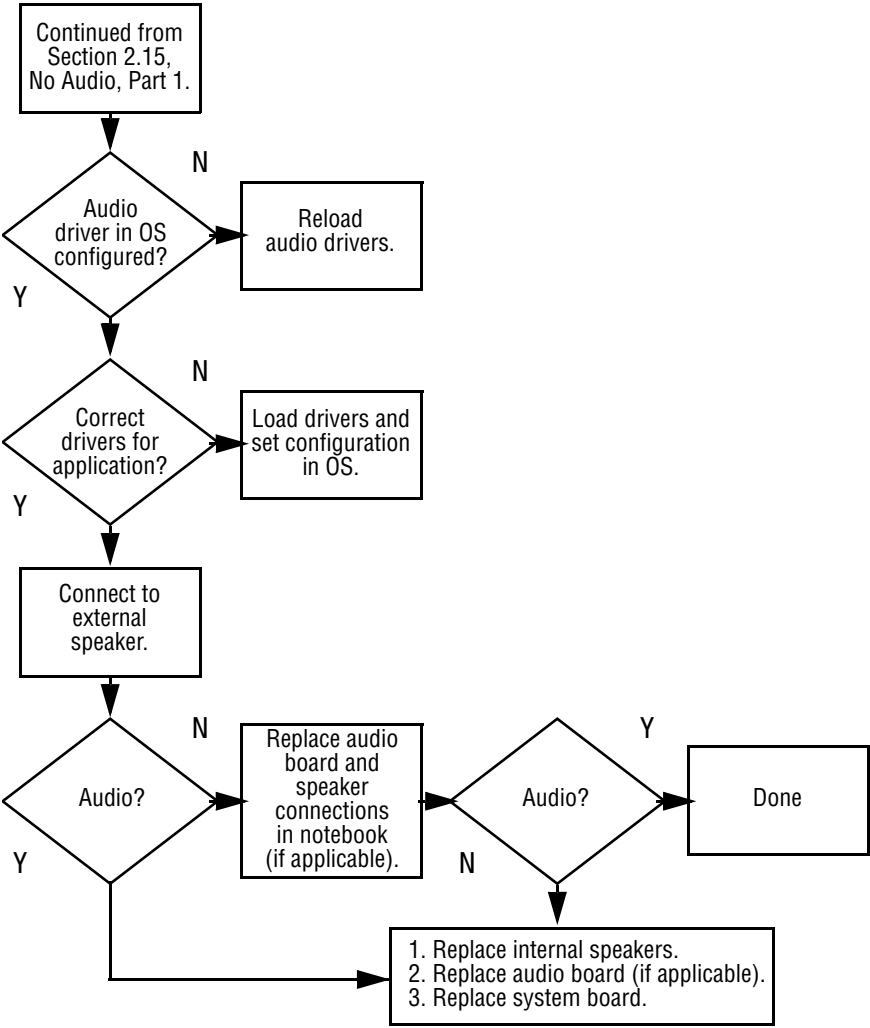 Continued from
Section 2.15,
No Audio, Part 1.
N
Audio
driver in OS
configured?
Reload
audio drivers.
Y
N
Correct
drivers for
application?
Load drivers and
set configuration
in OS.
Y
Connect to
external
speaker.
N
Audio?
Replace audio
board and
speaker
connections
in notebook
(if applicable).
Y
Audio?
Done
Y
N
1. Replace internal speakers.
2. Replace audio board (if applicable).
3. Replace system board.